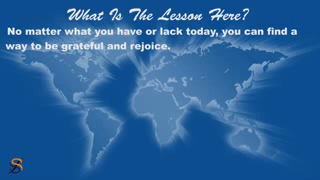 What Is The Lesson Here?
No matter what you have or lack today, you can find a
way to be grateful and rejoice.